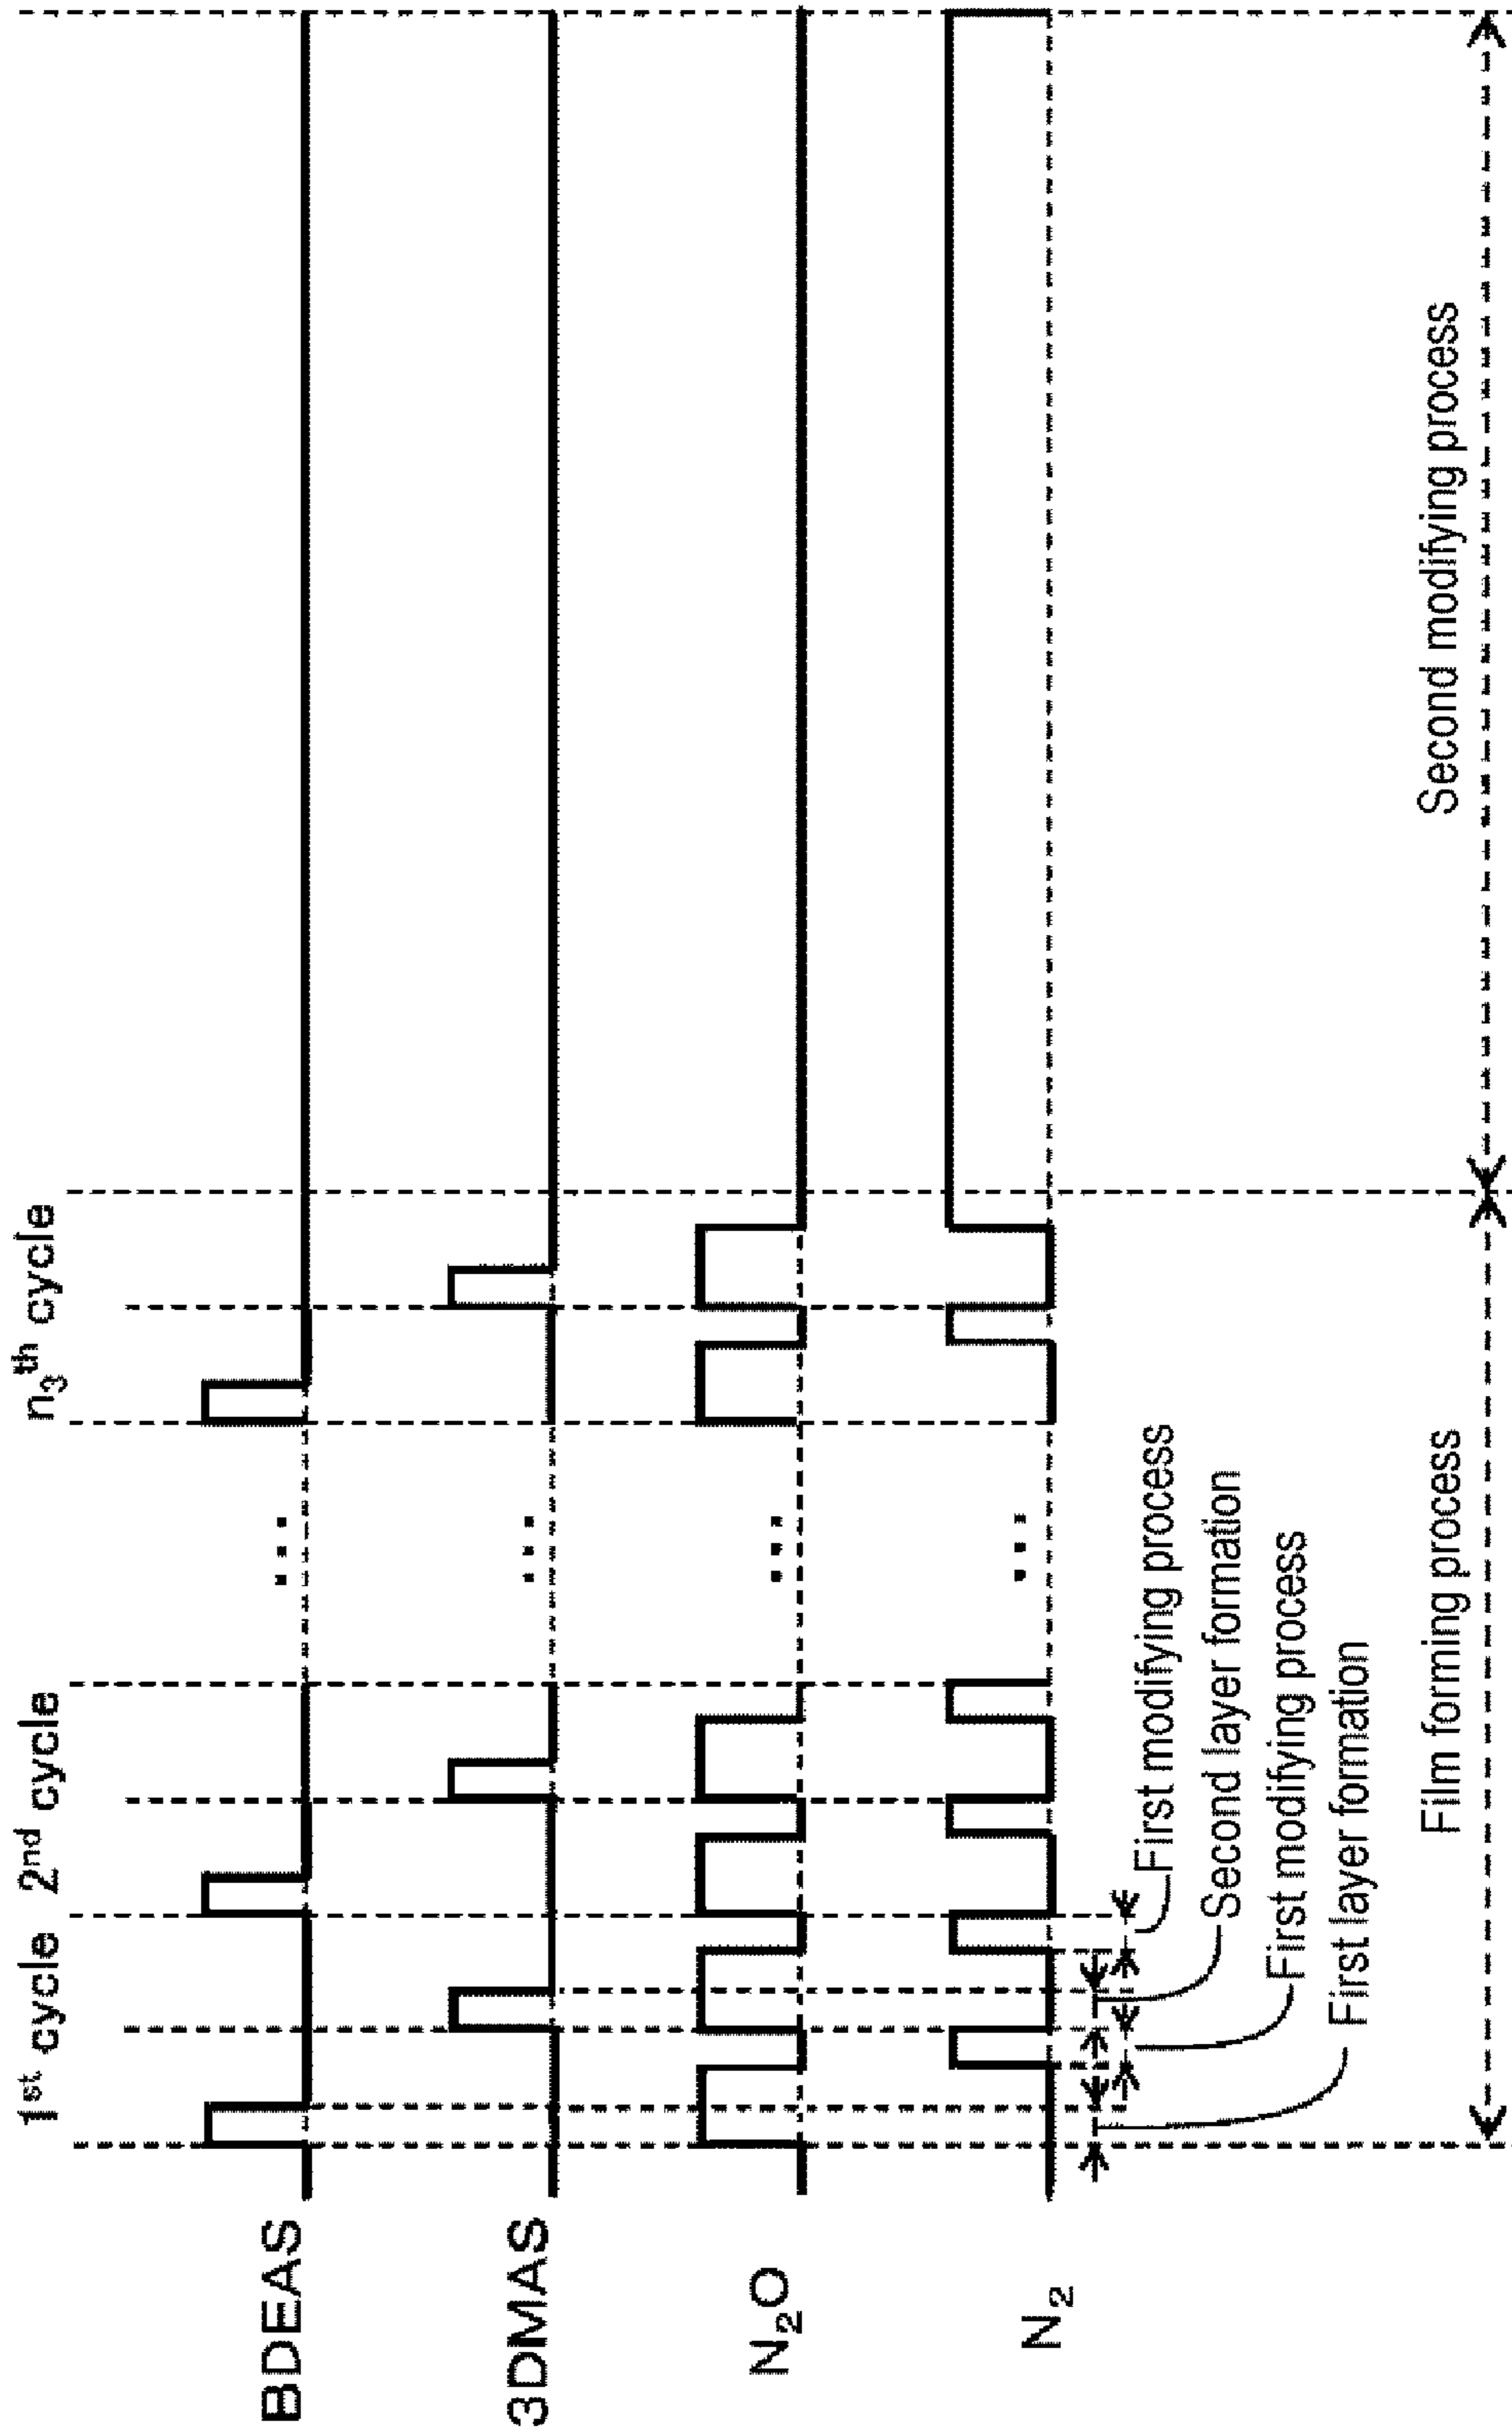 1st cycle 2nd cycle n3th cycle
BDEAS
...
3DMAS
...
N2O
...
N2
...
First modifying process
Second layer formation
First modifying process
First layer formation
Film forming process
Second modifying process